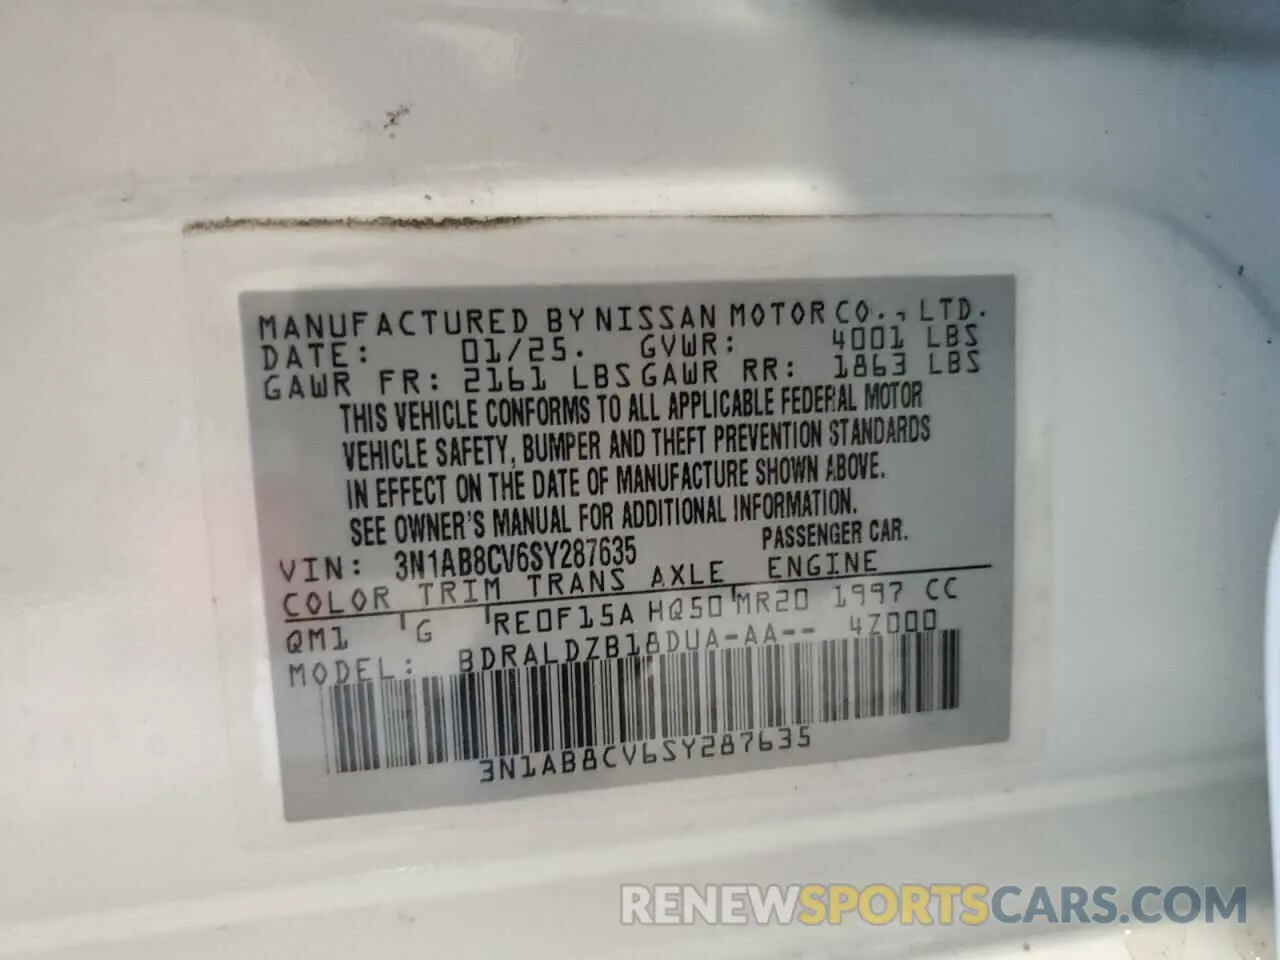 MANUFACTURED BY NISSAN MOTOR CO., LTD.
DATE: 01/25. GVWR: 4001 LBS
GAWR FR: 2161 LBS GAWR RR: 1863 LBS
THIS VEHICLE CONFORMS TO ALL APPLICABLE FEDERAL MOTOR
VEHICLE SAFETY, BUMPER AND THEFT PREVENTION STANDARDS
IN EFFECT ON THE DATE OF MANUFACTURE SHOWN ABOVE.
SEE OWNER'S MANUAL FOR ADDITIONAL INFORMATION.
VIN: 3N1AB8CV6SY287635 PASSENGER CAR.
COLOR TRIM TRANS AXLE ENGINE
QM1 G RE0F15A HQ50 MR20 1997 CC
MODEL: BDRALDZB18DUA-AA-- 4Z000
3N1AB8CV6SY287635
RENEWSPORTSCARS.COM